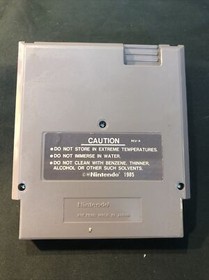 CAUTION
• DO NOT STORE IN EXTREME TEMPERATURES.
• DO NOT IMMERSE IN WATER.
• DO NOT CLEAN WITH BENZENE, THINNER,
ALCOHOL OR OTHER SUCH SOLVENTS.
© Nintendo 1985
Nintendo